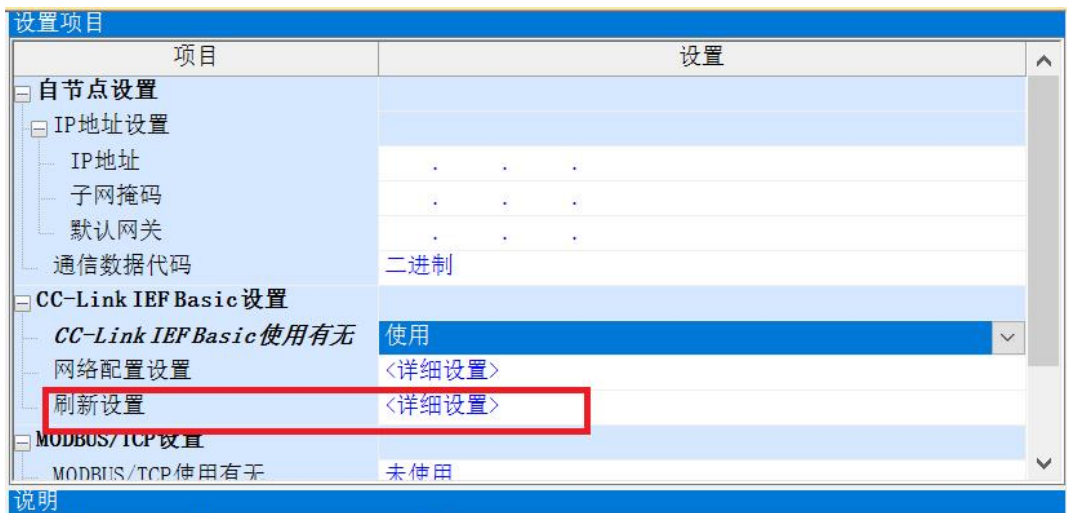 设置项目
项目 设置
自节点设置
IP地址设置
IP地址 . . .
子网掩码 . . .
默认网关 . . .
通信数据代码 二进制
CC-Link IEF Basic设置
CC-Link IEF Basic使用有无 使用
网络配置设置 <详细设置>
刷新设置 <详细设置>
MODBUS/TCP设置
MODBUS/TCP使用有无 未使用
说明